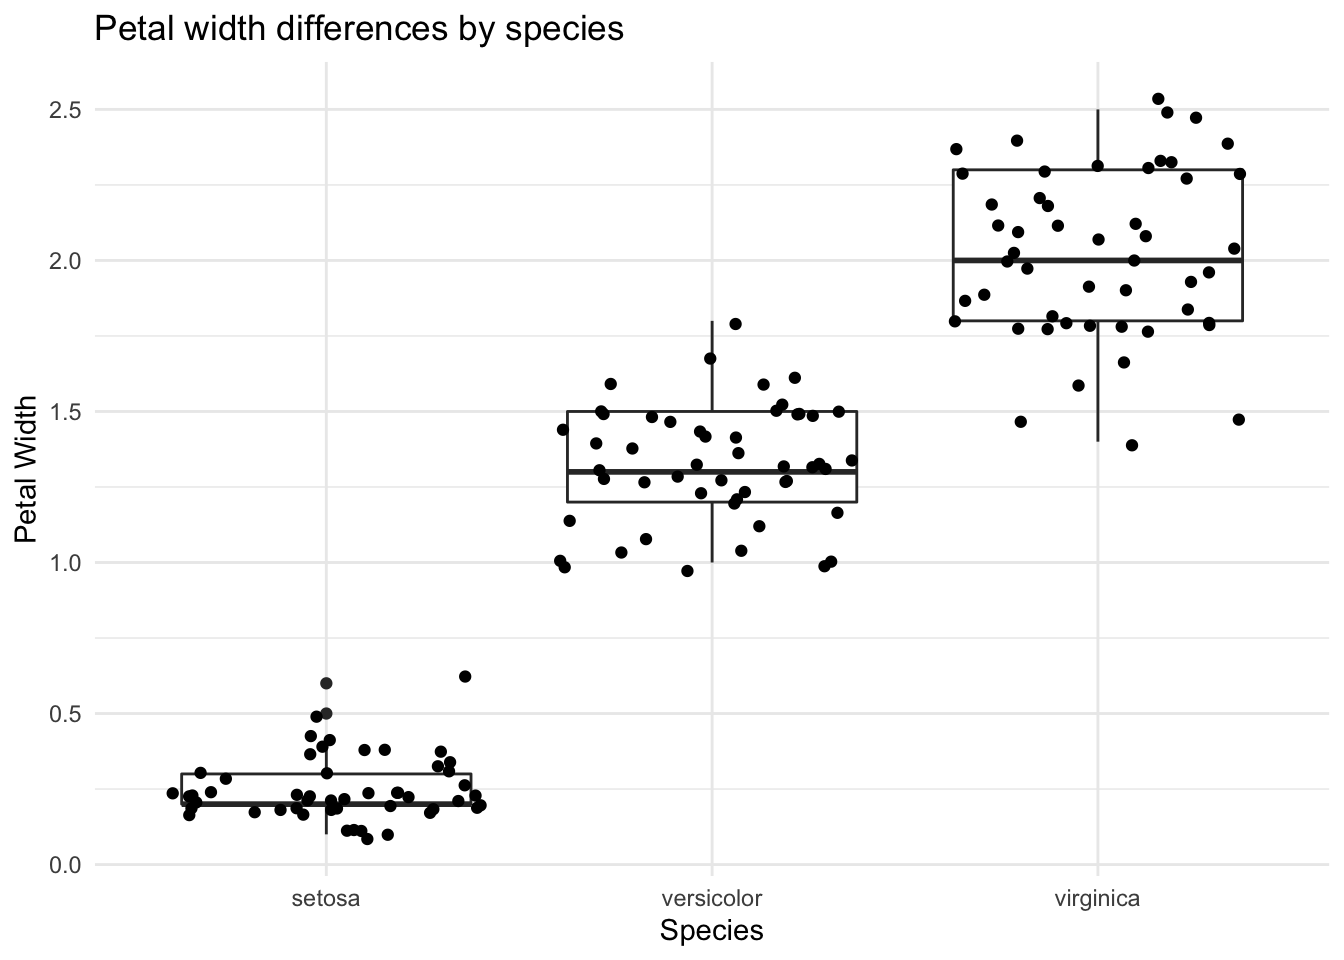 Petal width differences by species
2.5
2.0
1.5
1.0
0.5
0.0
Petal Width
setosa versicolor virginica
Species